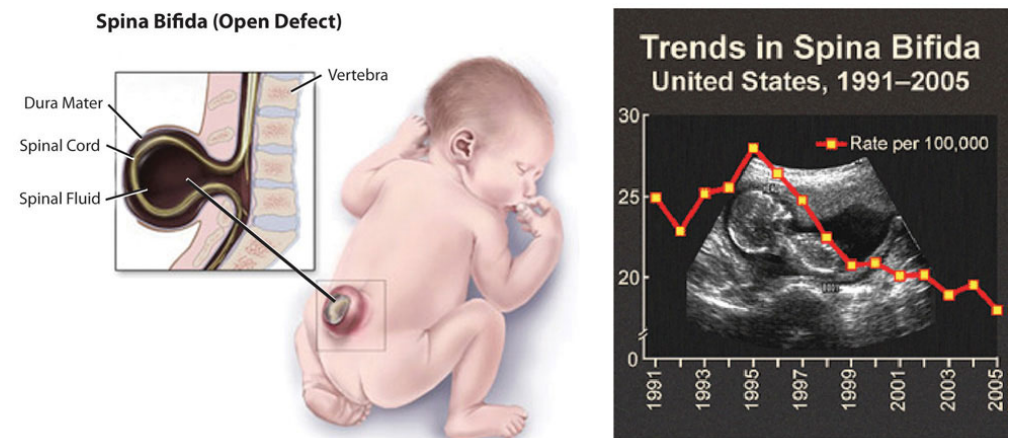 Spina Bifida (Open Defect)
Vertebra
Dura Mater
Spinal Cord
Spinal Fluid
Trends in Spina Bifida
United States, 1991–2005
30
Rate per 100,000
25
20
0
1991
1993
1995
1997
1999
2001
2003
2005
BODY